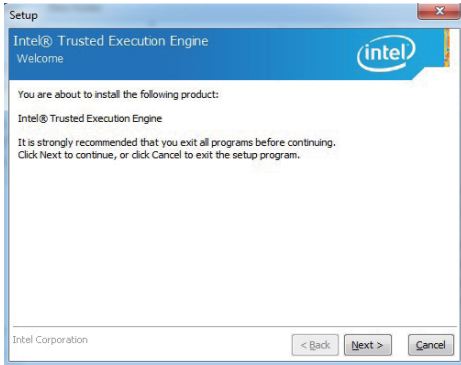 Setup
Intel® Trusted Execution Engine
Welcome
intel
You are about to install the following product:
Intel® Trusted Execution Engine
It is strongly recommended that you exit all programs before continuing.
Click Next to continue, or click Cancel to exit the setup program.
Intel Corporation
< Back
Next >
Cancel